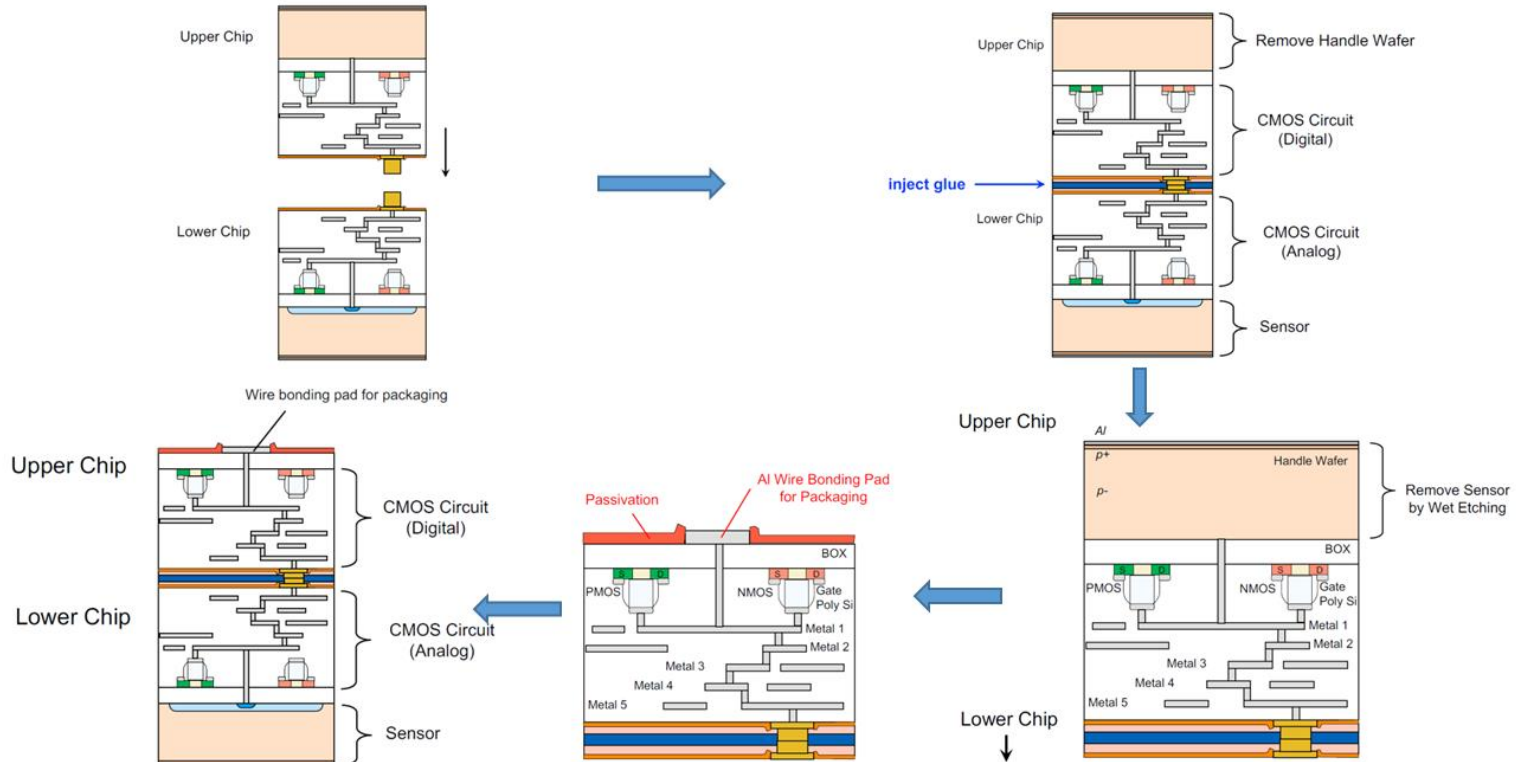 Upper Chip
Lower Chip
Upper Chip
Remove Handle Wafer
CMOS Circuit
(Digital)
inject glue
Lower Chip
CMOS Circuit
(Analog)
Sensor
Upper Chip
Al
p+
Handle Wafer
p-
Remove Sensor
by Wet Etching
BOX
S D
S D
PMOS
NMOS
Gate
Poly Si
Metal 1
Metal 2
Metal 3
Metal 4
Metal 5
Lower Chip
Passivation
Al Wire Bonding Pad
for Packaging
BOX
S D
S D
PMOS
NMOS
Gate
Poly Si
Metal 1
Metal 2
Metal 3
Metal 4
Metal 5
Wire bonding pad for packaging
Upper Chip
CMOS Circuit
(Digital)
Lower Chip
CMOS Circuit
(Analog)
Sensor